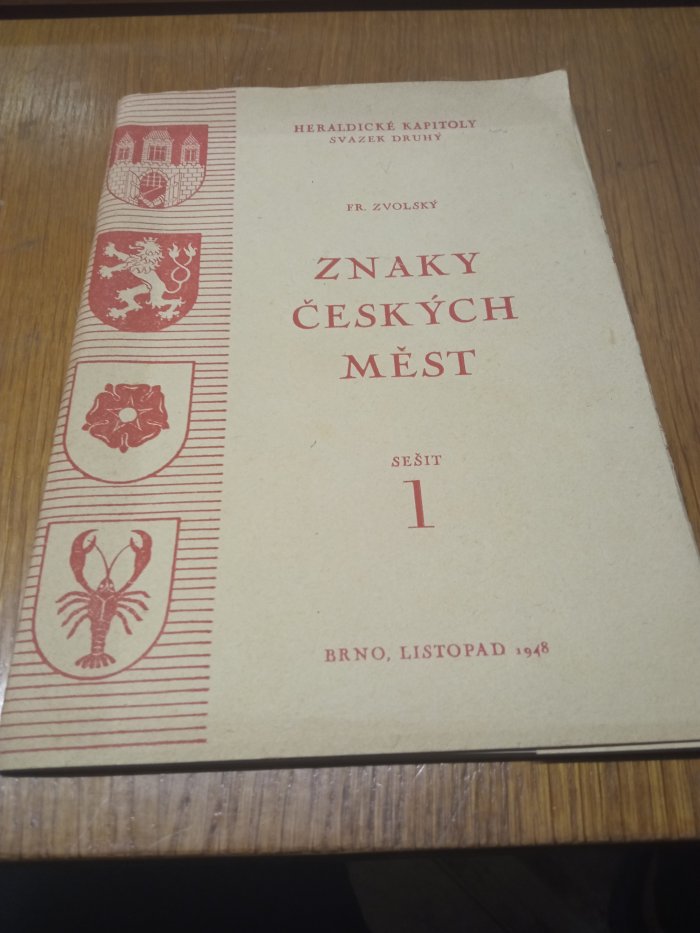 HERALDICKÉ KAPITOLY
SVAZEK DRUHÝ
FR. ZVOLSKÝ
ZNAKY
ČESKÝCH
MĚST
SEŠIT
1
BRNO, LISTOPAD 1948